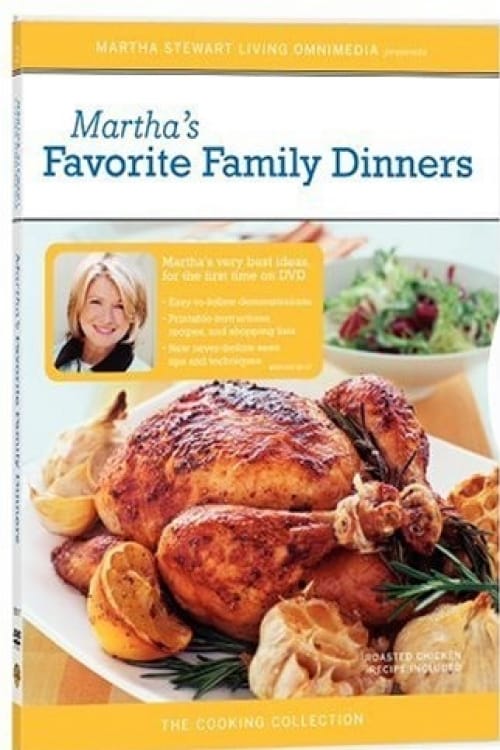 MARTHA STEWART LIVING OMNIMEDIA presents
Martha's
Favorite Family Dinners
Martha's very best ideas,
for the first time on DVD
• Easy-to-follow demonstrations
• Printable instructions,
recipes, and shopping lists
• New never-before-seen
tips and techniques
ROASTED CHICKEN
RECIPE INCLUDED
THE COOKING COLLECTION
Martha's Favorite Family Dinners